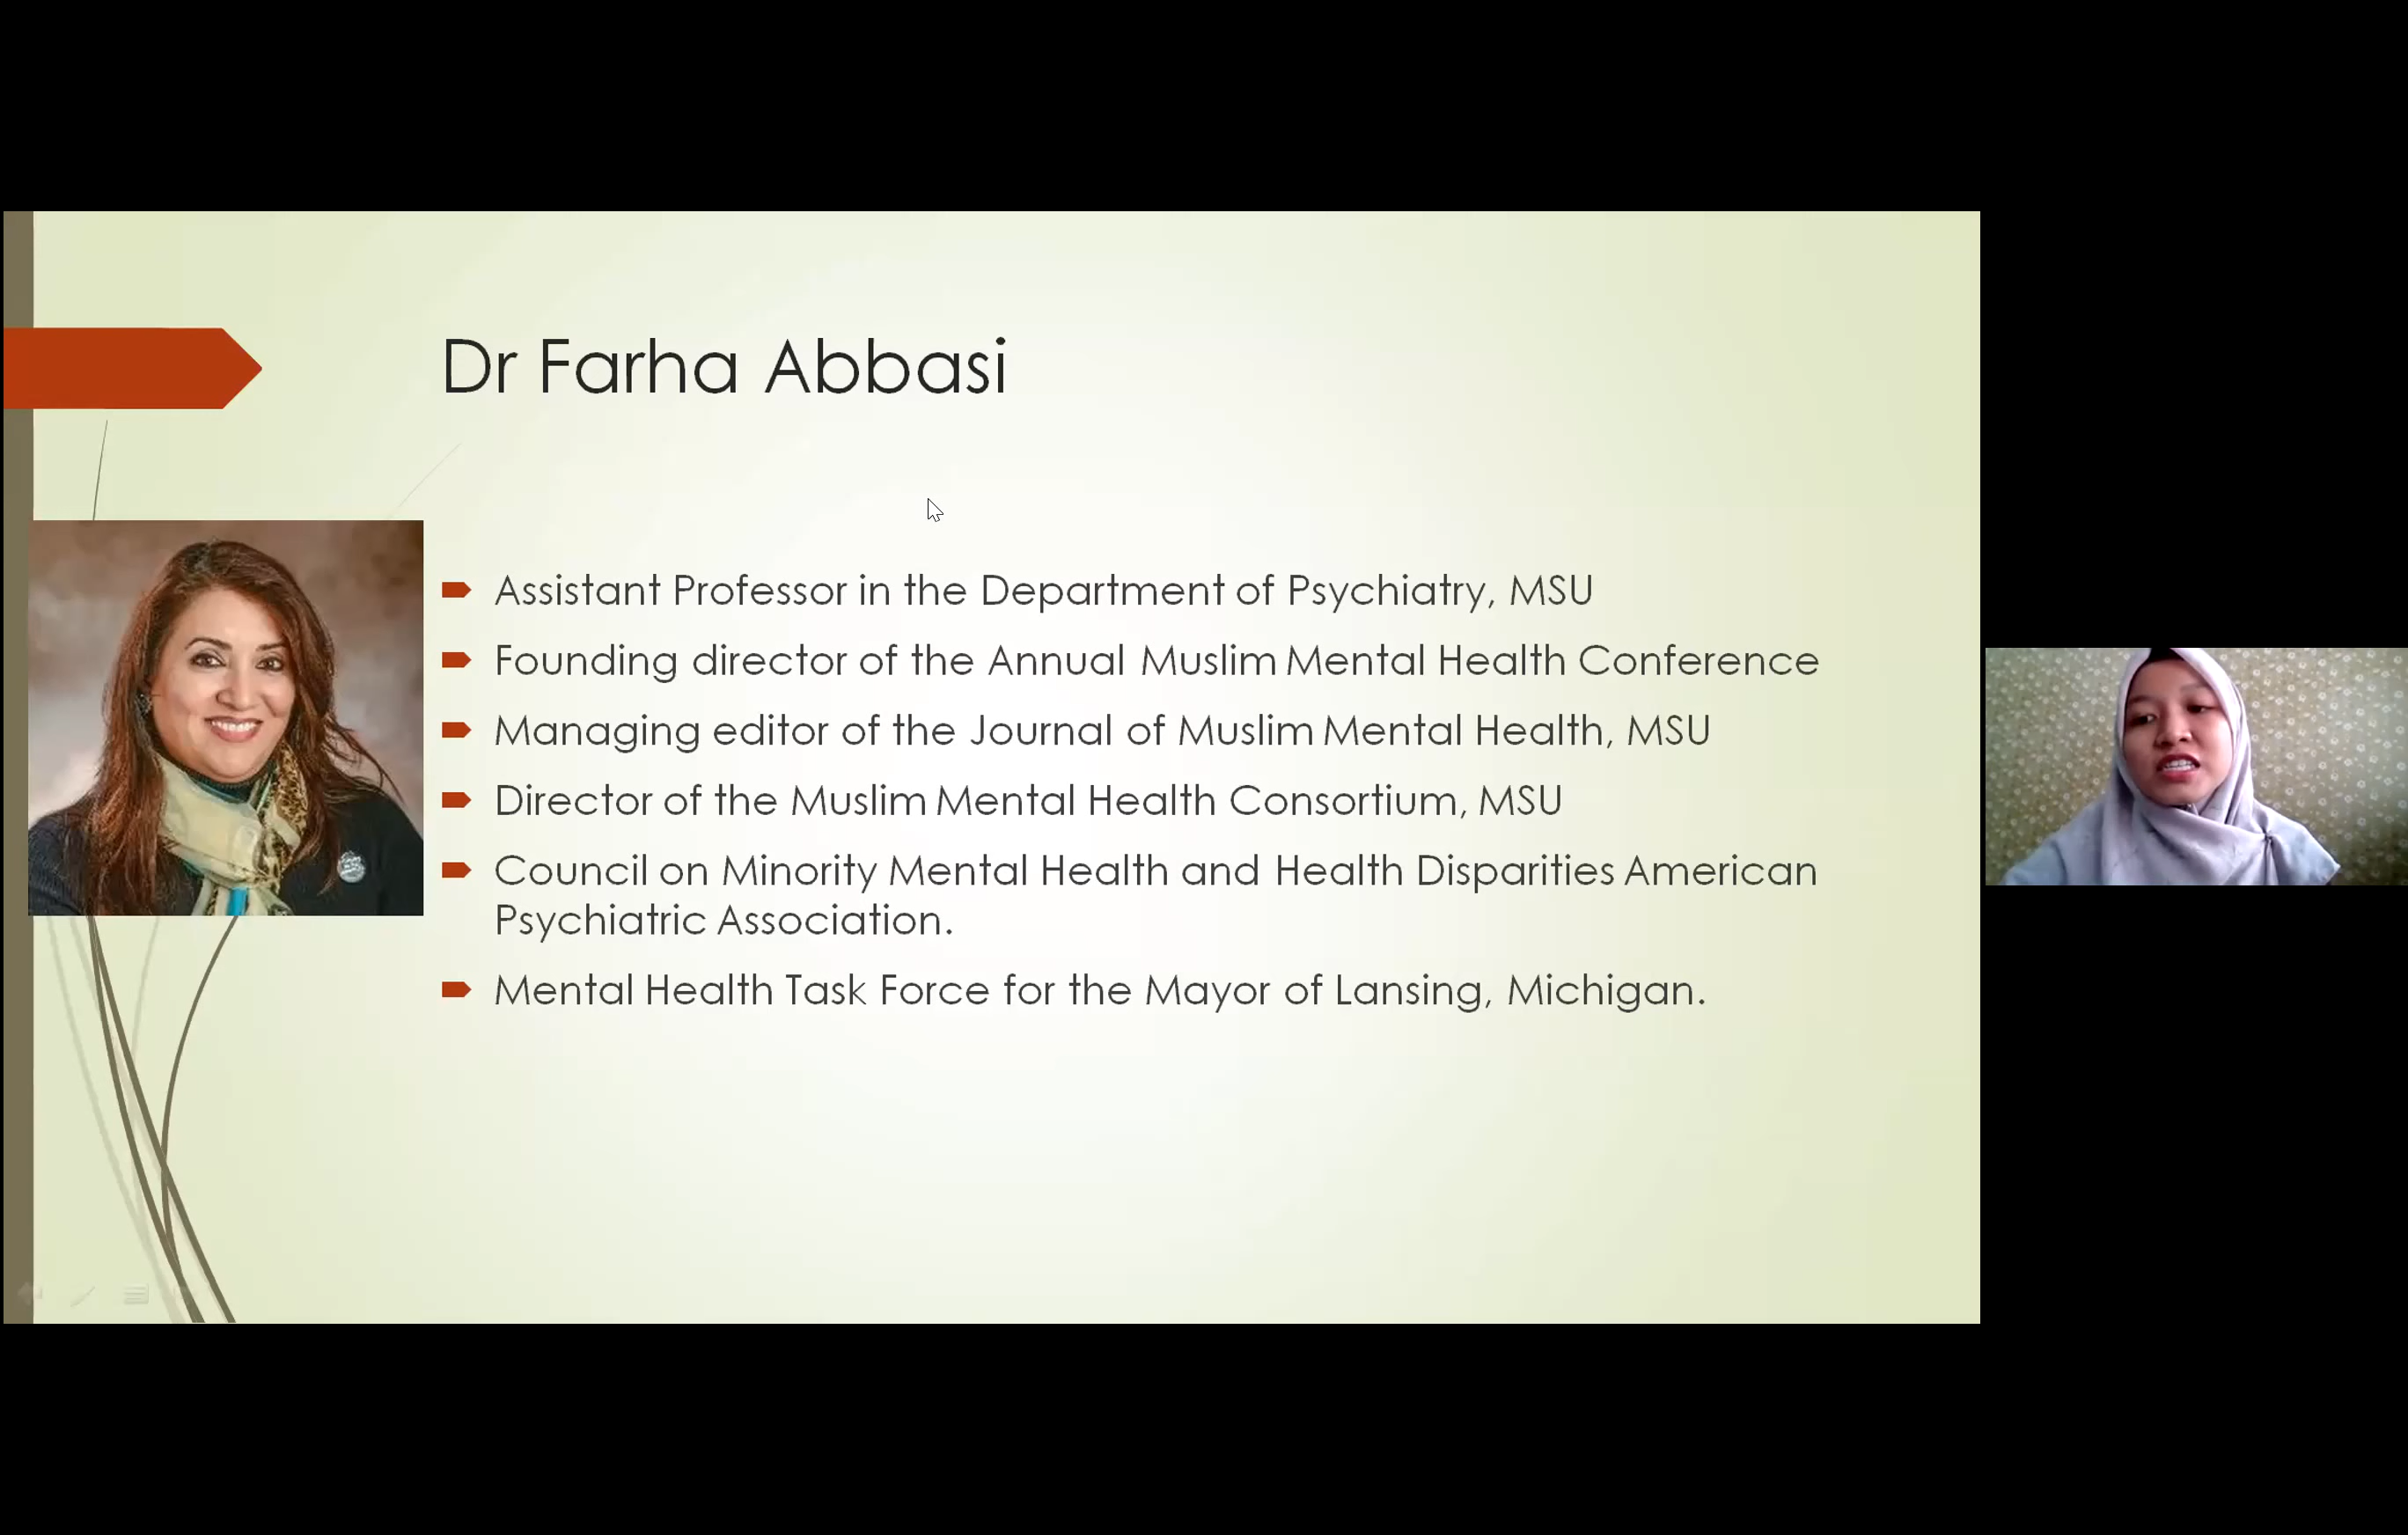 Dr Farha Abbasi
Assistant Professor in the Department of Psychiatry, MSU
Founding director of the Annual Muslim Mental Health Conference
Managing editor of the Journal of Muslim Mental Health, MSU
Director of the Muslim Mental Health Consortium, MSU
Council on Minority Mental Health and Health Disparities American
Psychiatric Association.
Mental Health Task Force for the Mayor of Lansing, Michigan.